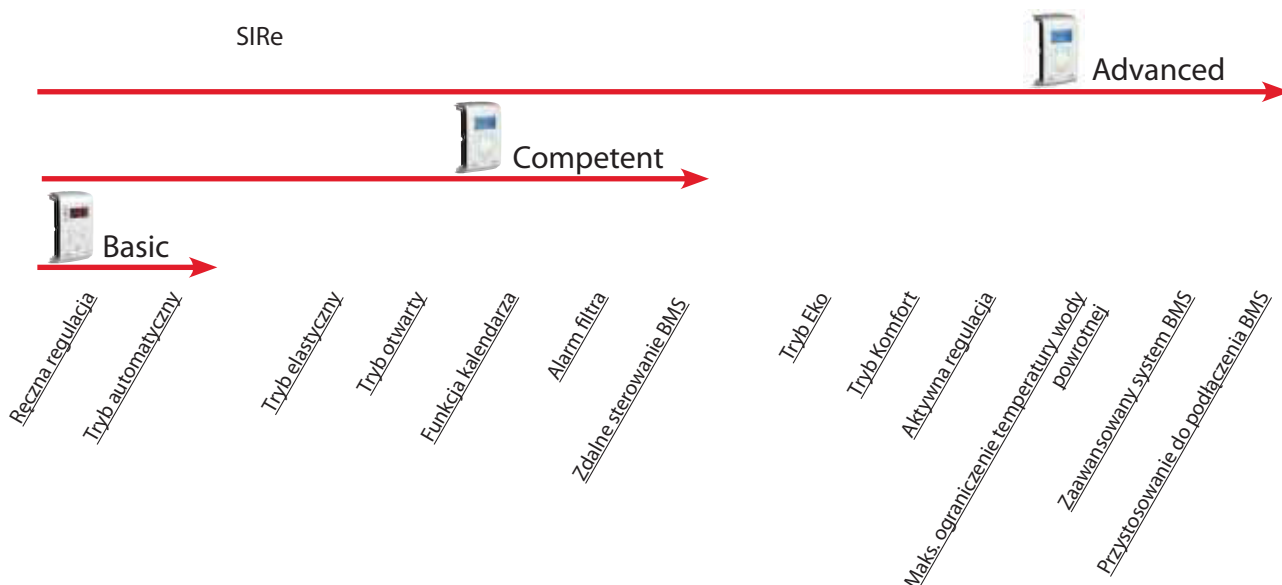 SIRe
Advanced
Competent
Basic
Ręczna regulacja
Tryb automatyczny
Tryb elastyczny
Tryb otwarty
Funkcja kalendarza
Alarm filtra
Zdalne sterowanie BMS
Tryb Eko
Tryb Komfort
Aktywna regulacja
Maks. ograniczenie temperatury wody
powrotnej
Zaawansowany system BMS
Przystosowanie do podłączenia BMS